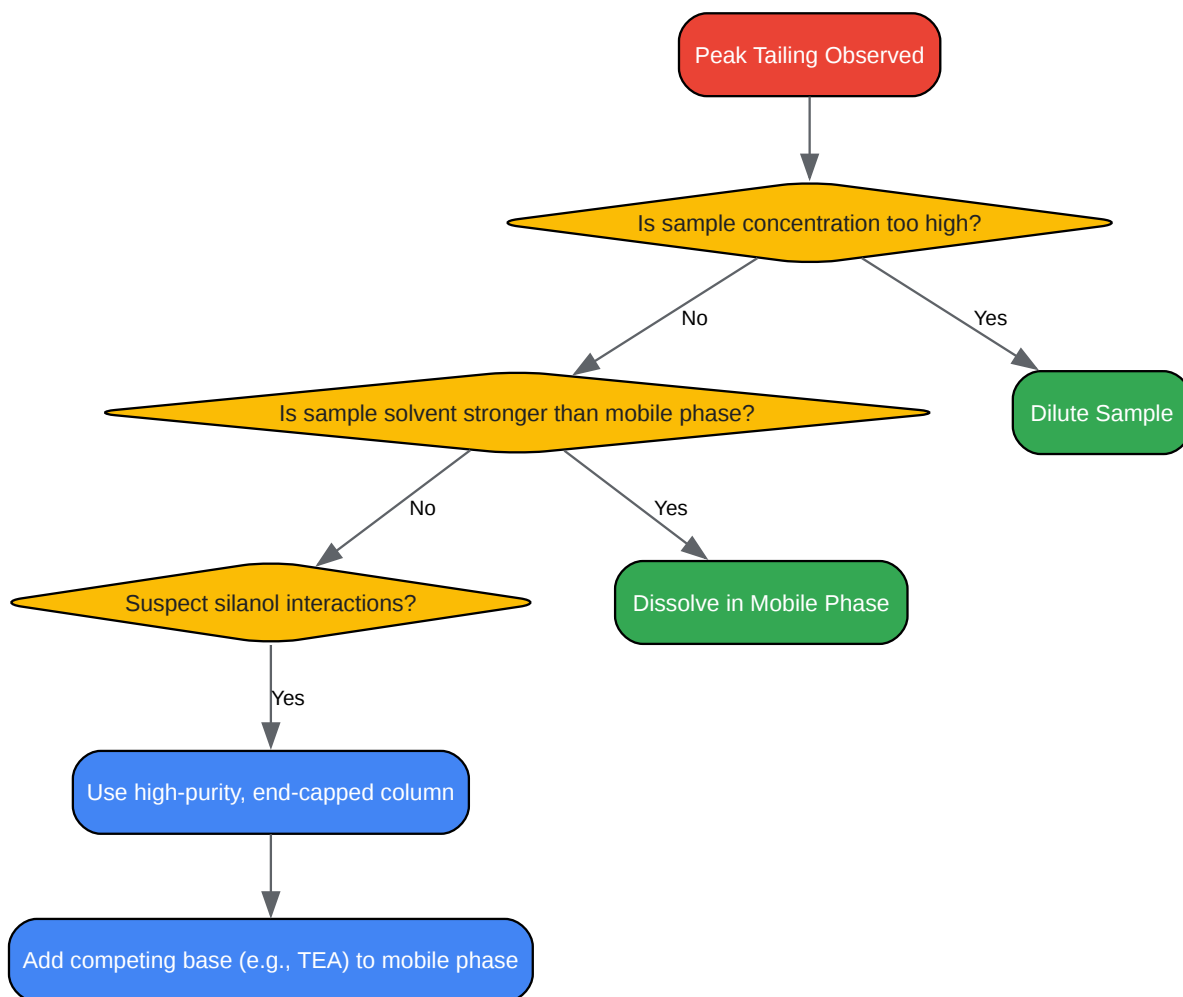 Peak Tailing Observed
Is sample concentration too high?
No
Yes
Is sample solvent stronger than mobile phase?
Dilute Sample
No
Yes
Suspect silanol interactions?
Dissolve in Mobile Phase
Yes
Use high-purity, end-capped column
Add competing base (e.g., TEA) to mobile phase